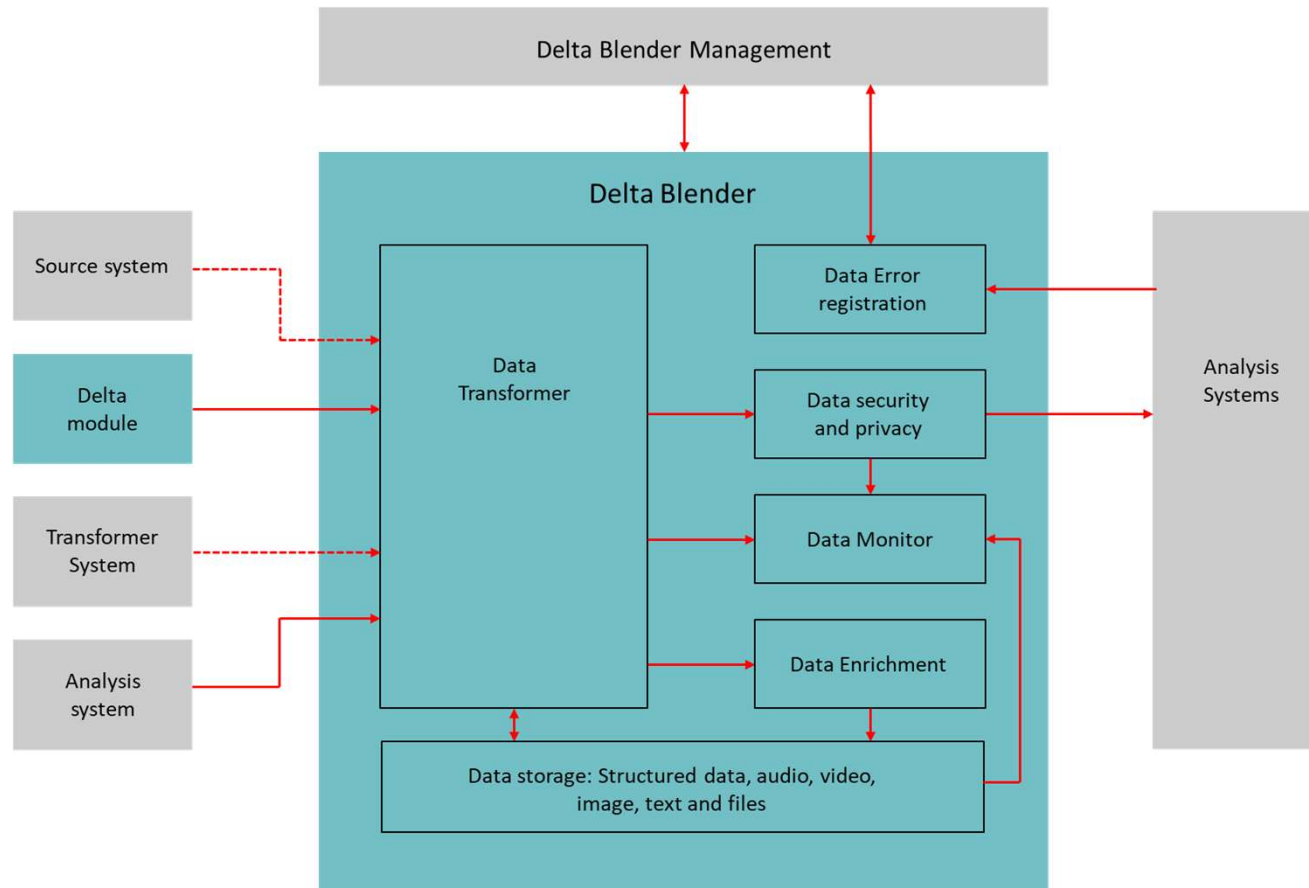 Delta Blender Management
Delta Blender
Source system
Delta
module
Transformer
System
Analysis
system
Data
Transformer
Data Error
registration
Data security
and privacy
Data Monitor
Data Enrichment
Data storage: Structured data, audio, video,
image, text and files
Analysis
Systems